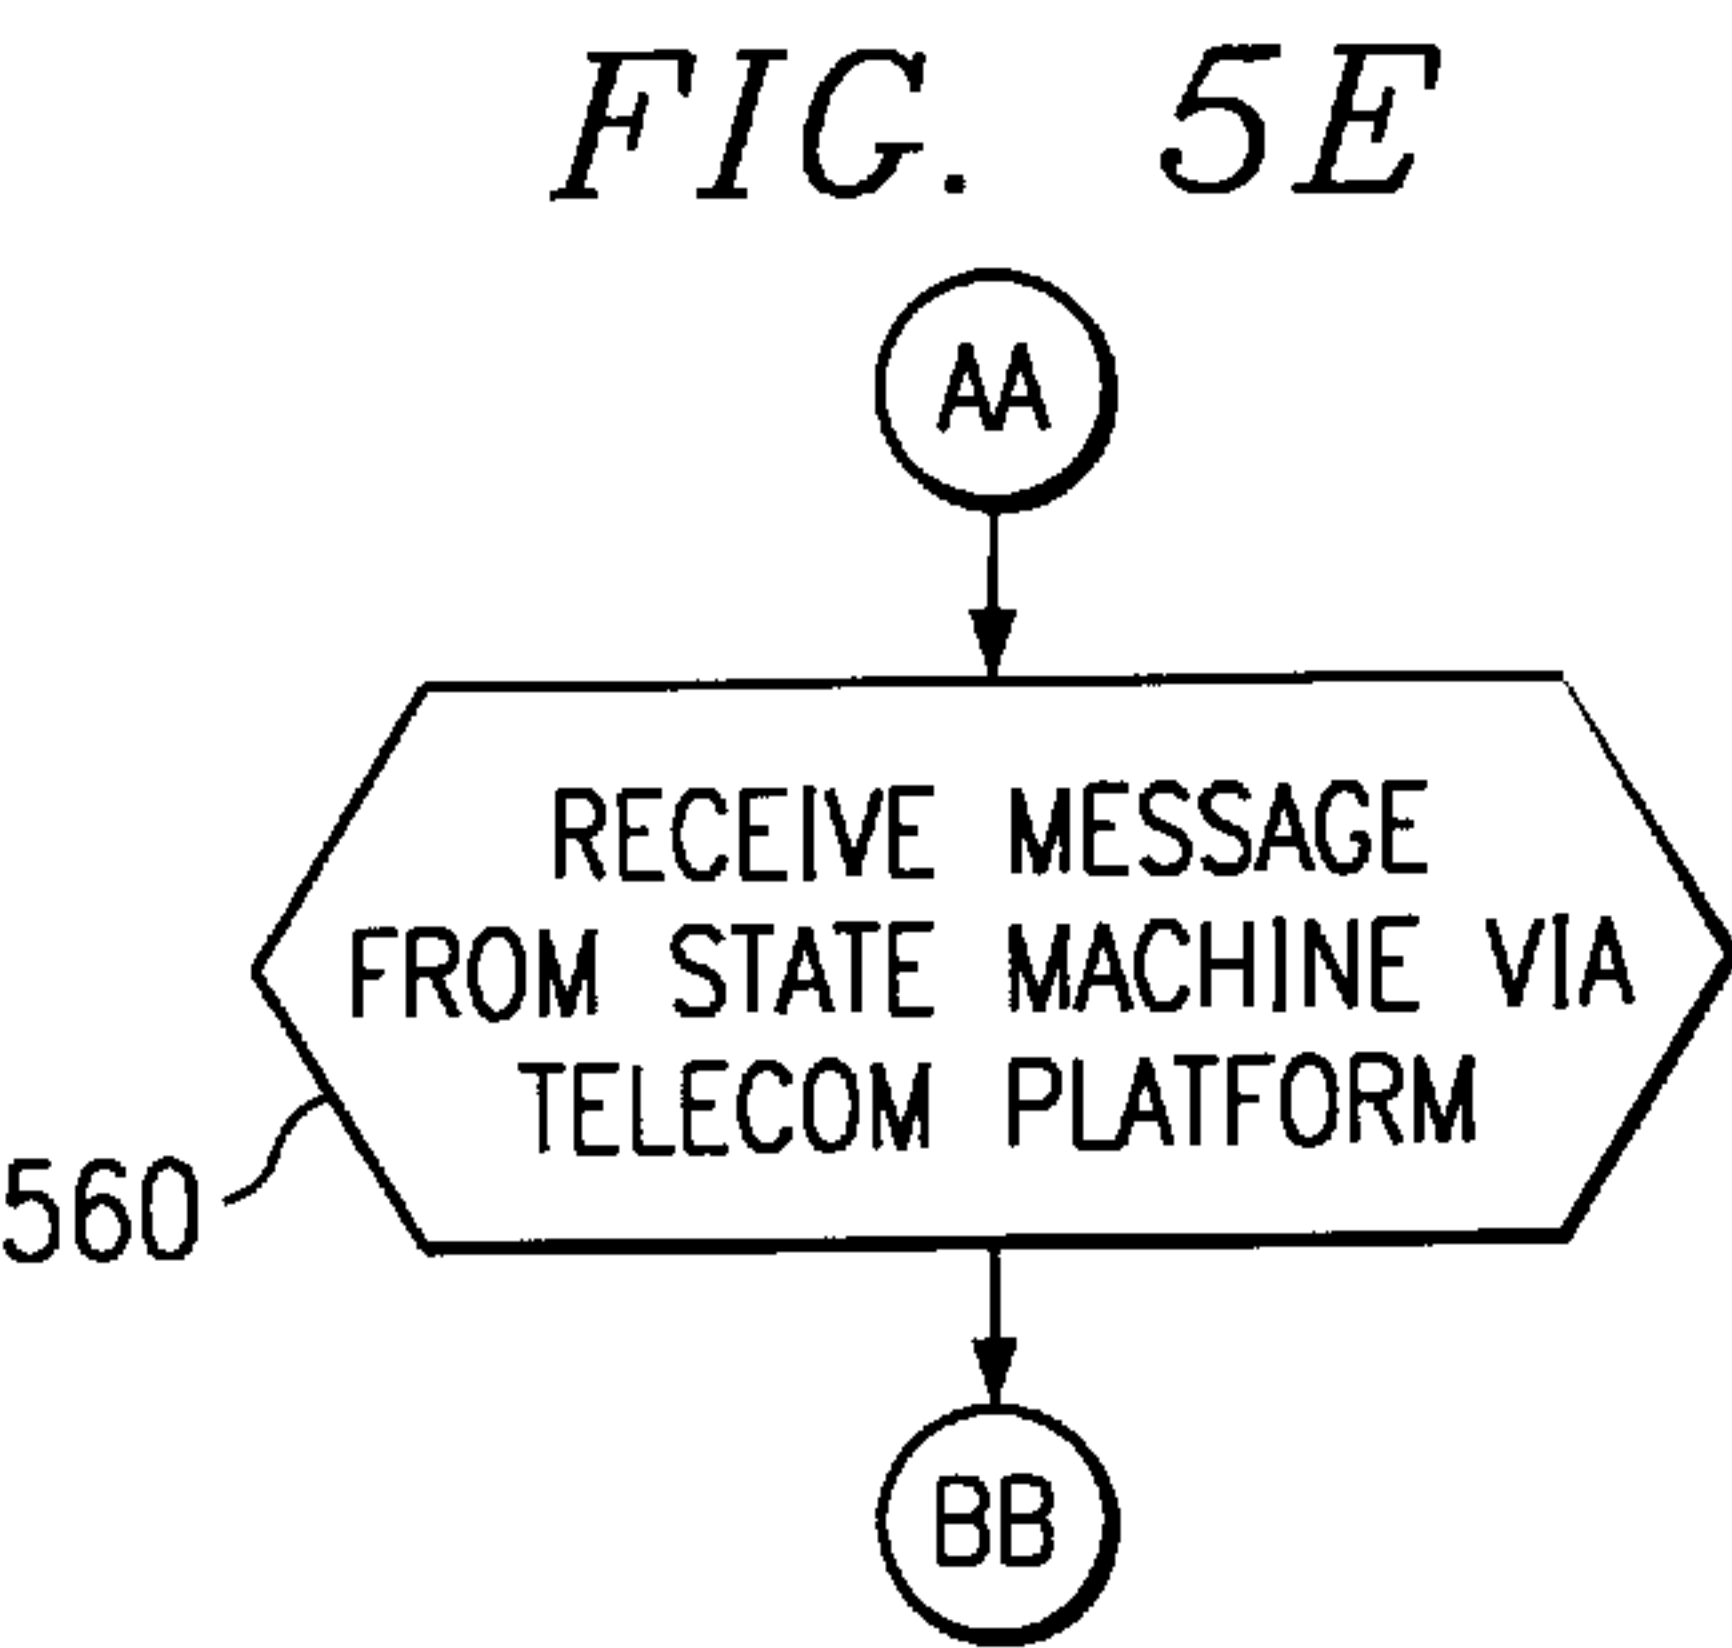 FIG. 5E
AA
RECEIVE MESSAGE
FROM STATE MACHINE VIA
TELECOM PLATFORM
560
BB